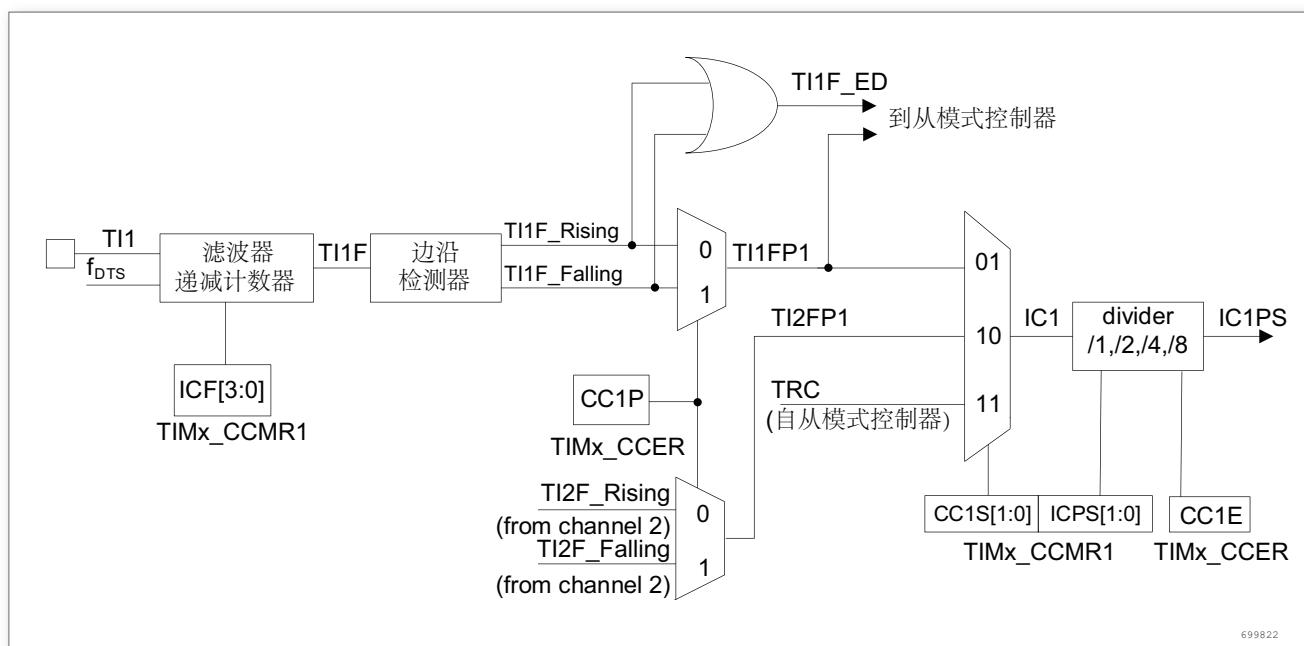 TI1F_ED
到从模式控制器
TI1
fDTS
滤波器
递减计数器
TI1F
边沿
检测器
TI1F_Rising
TI1F_Falling
0
1
TI1FP1
TI2FP1
TRC
(自从模式控制器)
01
10
11
IC1
divider
/1,/2,/4,/8
IC1PS
ICF[3:0]
TIMx_CCMR1
CC1P
TIMx_CCER
TI2F_Rising
(from channel 2)
TI2F_Falling
(from channel 2)
0
1
CC1S[1:0] ICPS[1:0]
TIMx_CCMR1
CC1E
TIMx_CCER
699822